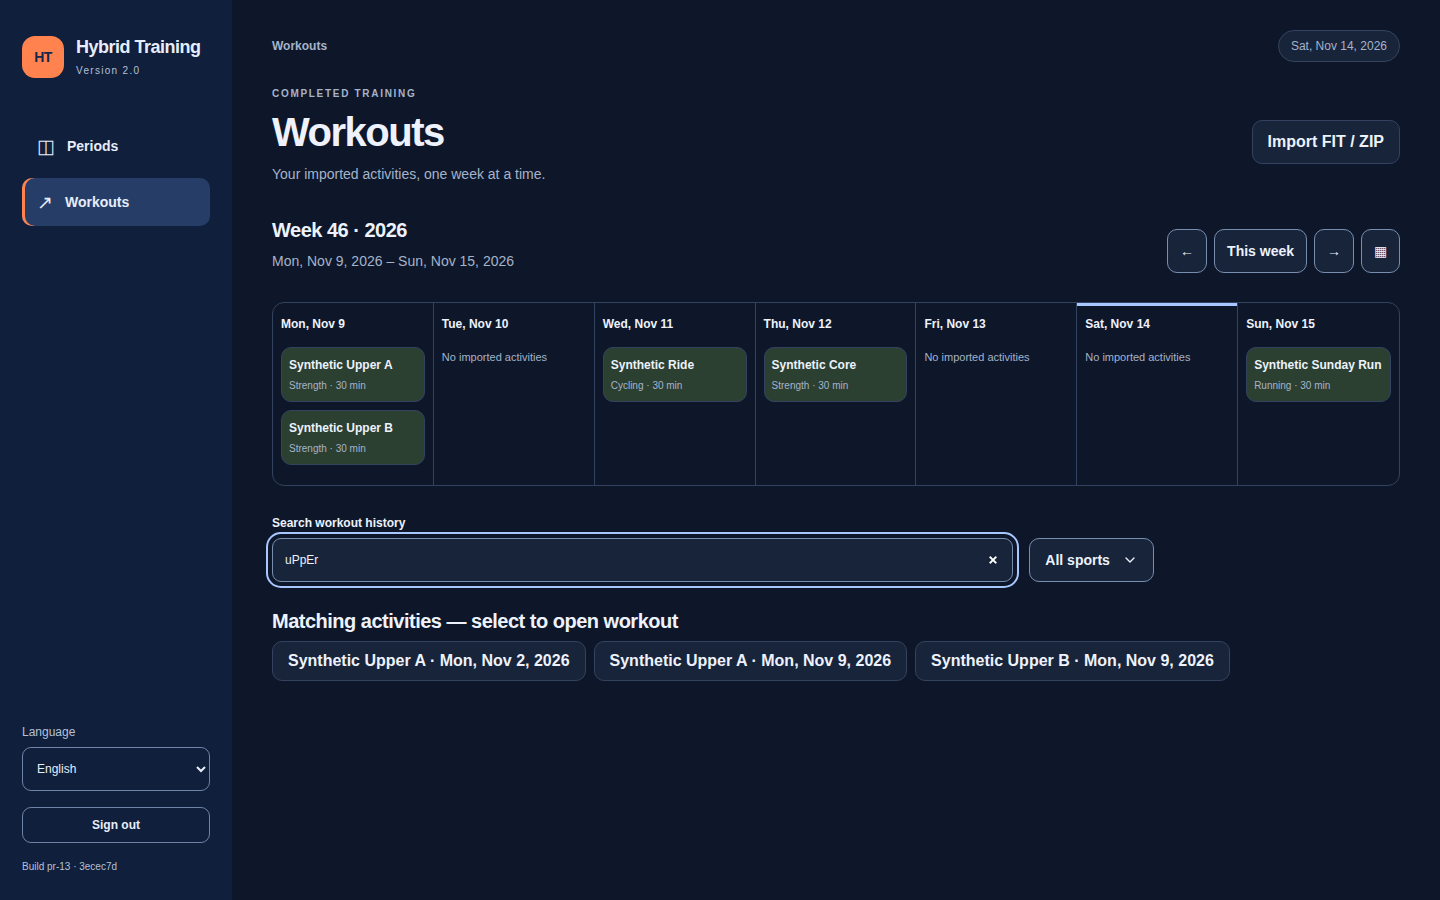 HT
Hybrid Training
Version 2.0
Periods
Workouts
Language
English
Sign out
Build pr-13 · 3ecec7d
Workouts
Sat, Nov 14, 2026
COMPLETED TRAINING
Workouts
Your imported activities, one week at a time.
Import FIT / ZIP
Week 46 · 2026
Mon, Nov 9, 2026 – Sun, Nov 15, 2026
←
This week
→
Mon, Nov 9
Synthetic Upper A
Strength · 30 min
Synthetic Upper B
Strength · 30 min
Tue, Nov 10
No imported activities
Wed, Nov 11
Synthetic Ride
Cycling · 30 min
Thu, Nov 12
Synthetic Core
Strength · 30 min
Fri, Nov 13
No imported activities
Sat, Nov 14
No imported activities
Sun, Nov 15
Synthetic Sunday Run
Running · 30 min
Search workout history
uPpEr
All sports
Matching activities — select to open workout
Synthetic Upper A · Mon, Nov 2, 2026
Synthetic Upper A · Mon, Nov 9, 2026
Synthetic Upper B · Mon, Nov 9, 2026